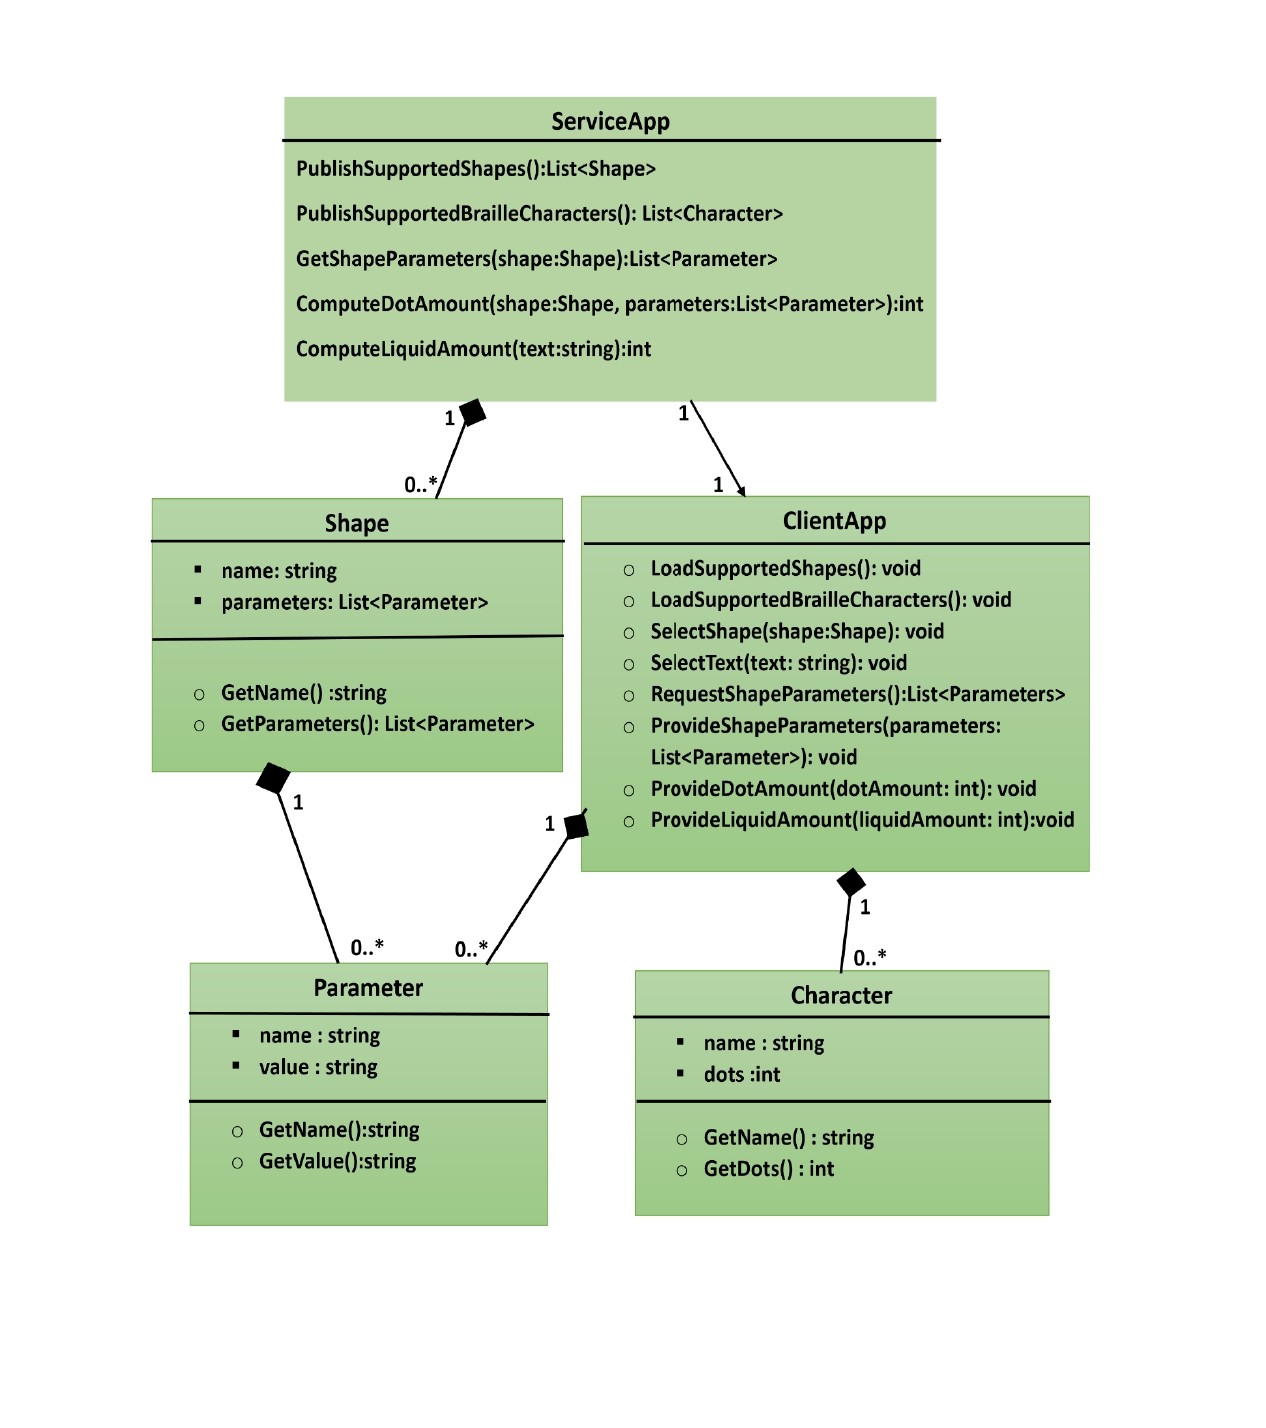 ServiceApp
PublishSupportedShapes():List<Shape>
PublishSupportedBrailleCharacters(): List<Character>
GetShapeParameters(shape:Shape):List<Parameter>
ComputeDotAmount(shape:Shape, parameters:List<Parameter>):int
ComputeLiquidAmount(text:string):int
1
1
0..*
1
Shape
name: string
parameters: List<Parameter>
GetName() :string
GetParameters(): List<Parameter>
ClientApp
LoadSupportedShapes(): void
LoadSupportedBrailleCharacters(): void
SelectShape(shape:Shape): void
SelectText(text: string): void
RequestShapeParameters():List<Parameters>
ProvideShapeParameters(parameters:
List<Parameter>): void
ProvideDotAmount(dotAmount: int): void
ProvideLiquidAmount(liquidAmount: int):void
1
1
1
0..*
0..*
0..*
Parameter
name : string
value : string
GetName():string
GetValue():string
Character
name : string
dots :int
GetName() : string
GetDots() : int